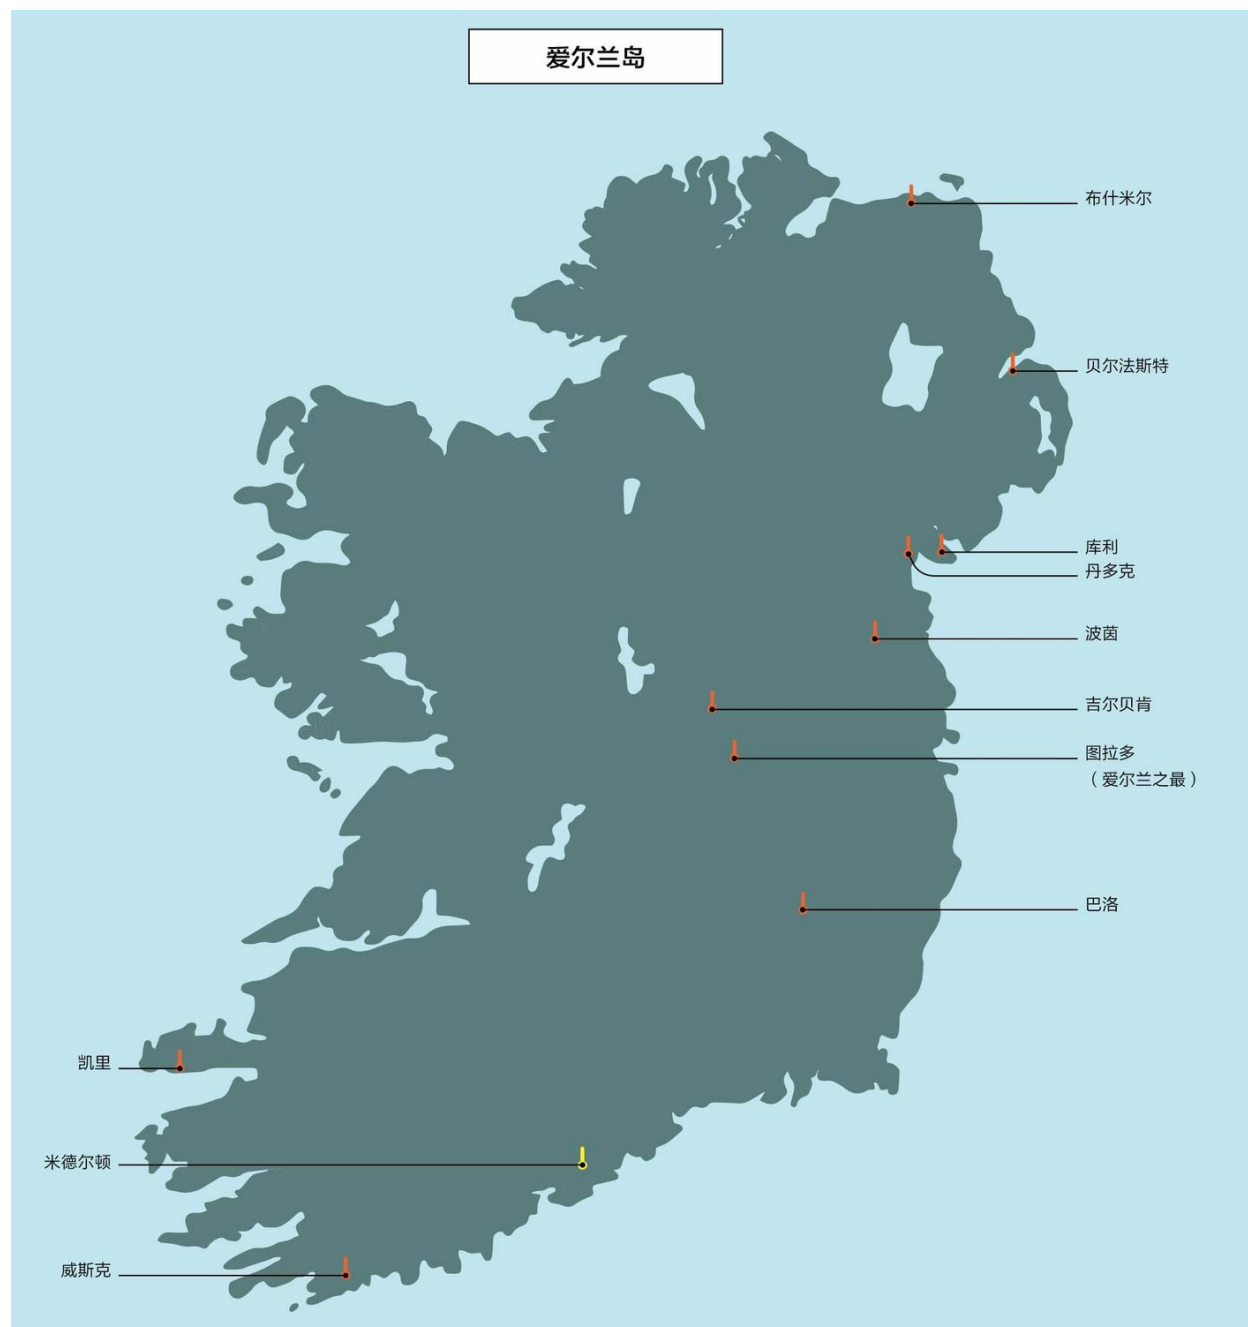 爱尔兰岛
布什米尔
贝尔法斯特
库利
丹多克
波茵
吉尔贝肯
图拉多
（爱尔兰之最）
巴洛
凯里
米德尔顿
威斯克